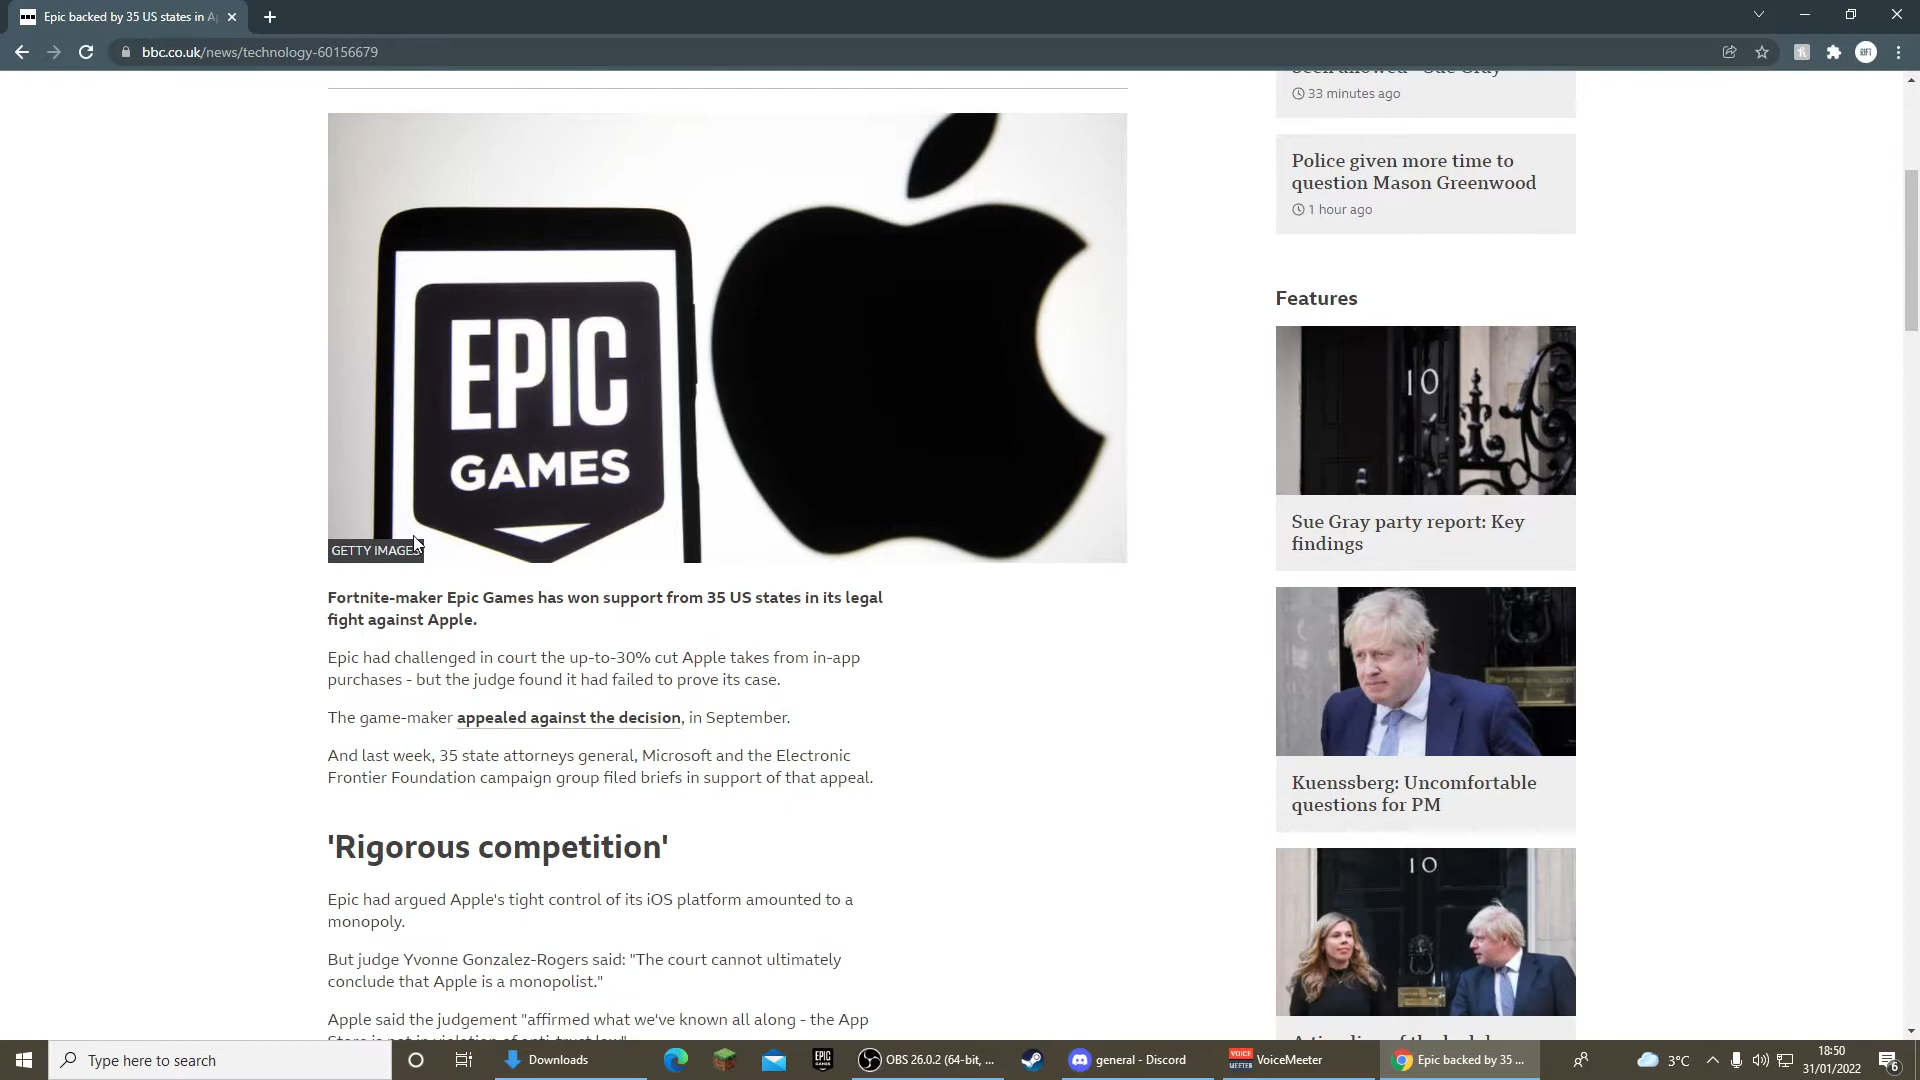 Epic backed by 35 US states in A
bbc.co.uk/news/technology-60156679
33 minutes ago
Police given more time to
question Mason Greenwood
1 hour ago
Features
EPIC
GAMES
GETTY IMAGES
10
Sue Gray party report: Key
findings
Kuenssberg: Uncomfortable
questions for PM
10
Fortnite-maker Epic Games has won support from 35 US states in its legal
fight against Apple.
Epic had challenged in court the up-to-30% cut Apple takes from in-app
purchases - but the judge found it had failed to prove its case.
The game-maker appealed against the decision, in September.
And last week, 35 state attorneys general, Microsoft and the Electronic
Frontier Foundation campaign group filed briefs in support of that appeal.
'Rigorous competition'
Epic had argued Apple's tight control of its iOS platform amounted to a
monopoly.
But judge Yvonne Gonzalez-Rogers said: "The court cannot ultimately
conclude that Apple is a monopolist."
Apple said the judgement "affirmed what we've known all along - the App
Type here to search
Downloads
EPIC
GAMES
OBS 26.0.2 (64-bit, ...
general - Discord
VOICE
MEETER
VoiceMeeter
Epic backed by 35 ...
3°C
18:50
31/01/2022
6